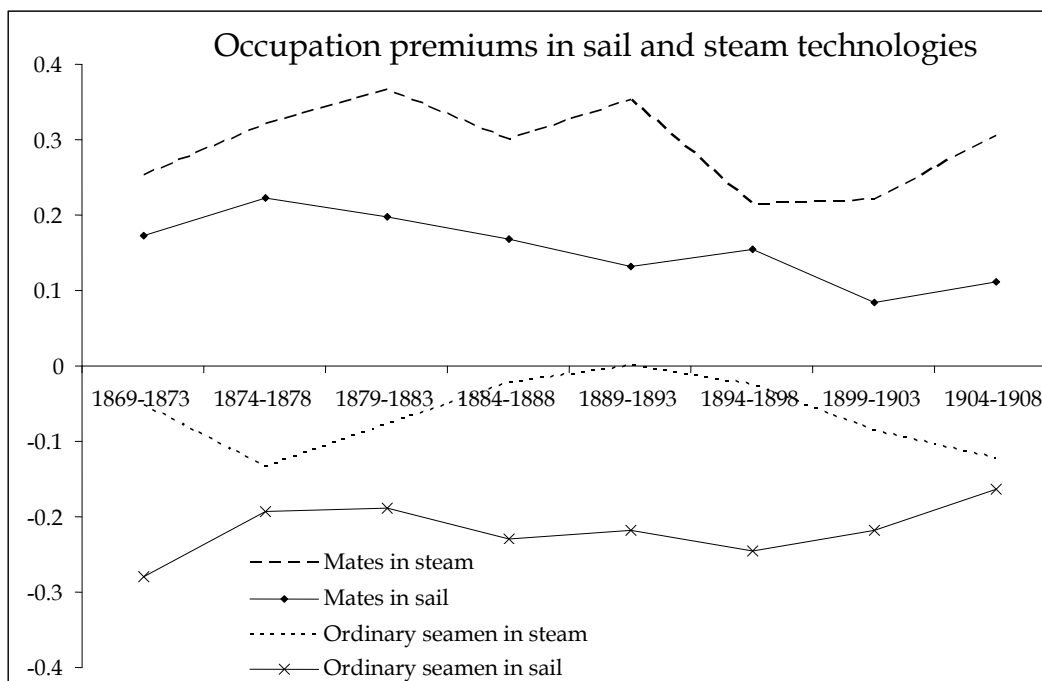 Occupation premiums in sail and steam technologies
0.4
0.3
0.2
0.1
0
1869-1873 1874-1878 1879-1883 1884-1888 1889-1893 1894-1898 1899-1903 1904-1908
-0.1
-0.2
-0.3
-0.4
Mates in steam
Mates in sail
Ordinary seamen in steam
Ordinary seamen in sail